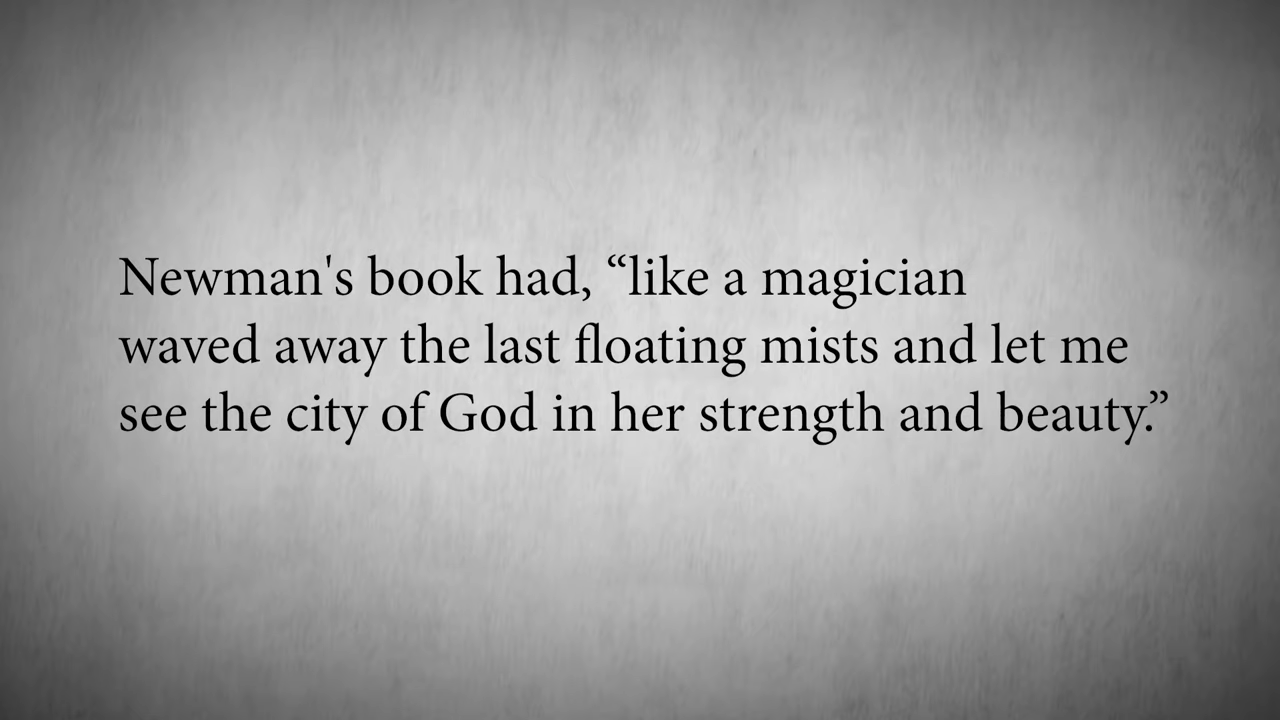 Newman's book had, “like a magician
waved away the last floating mists and let me
see the city of God in her strength and beauty.”